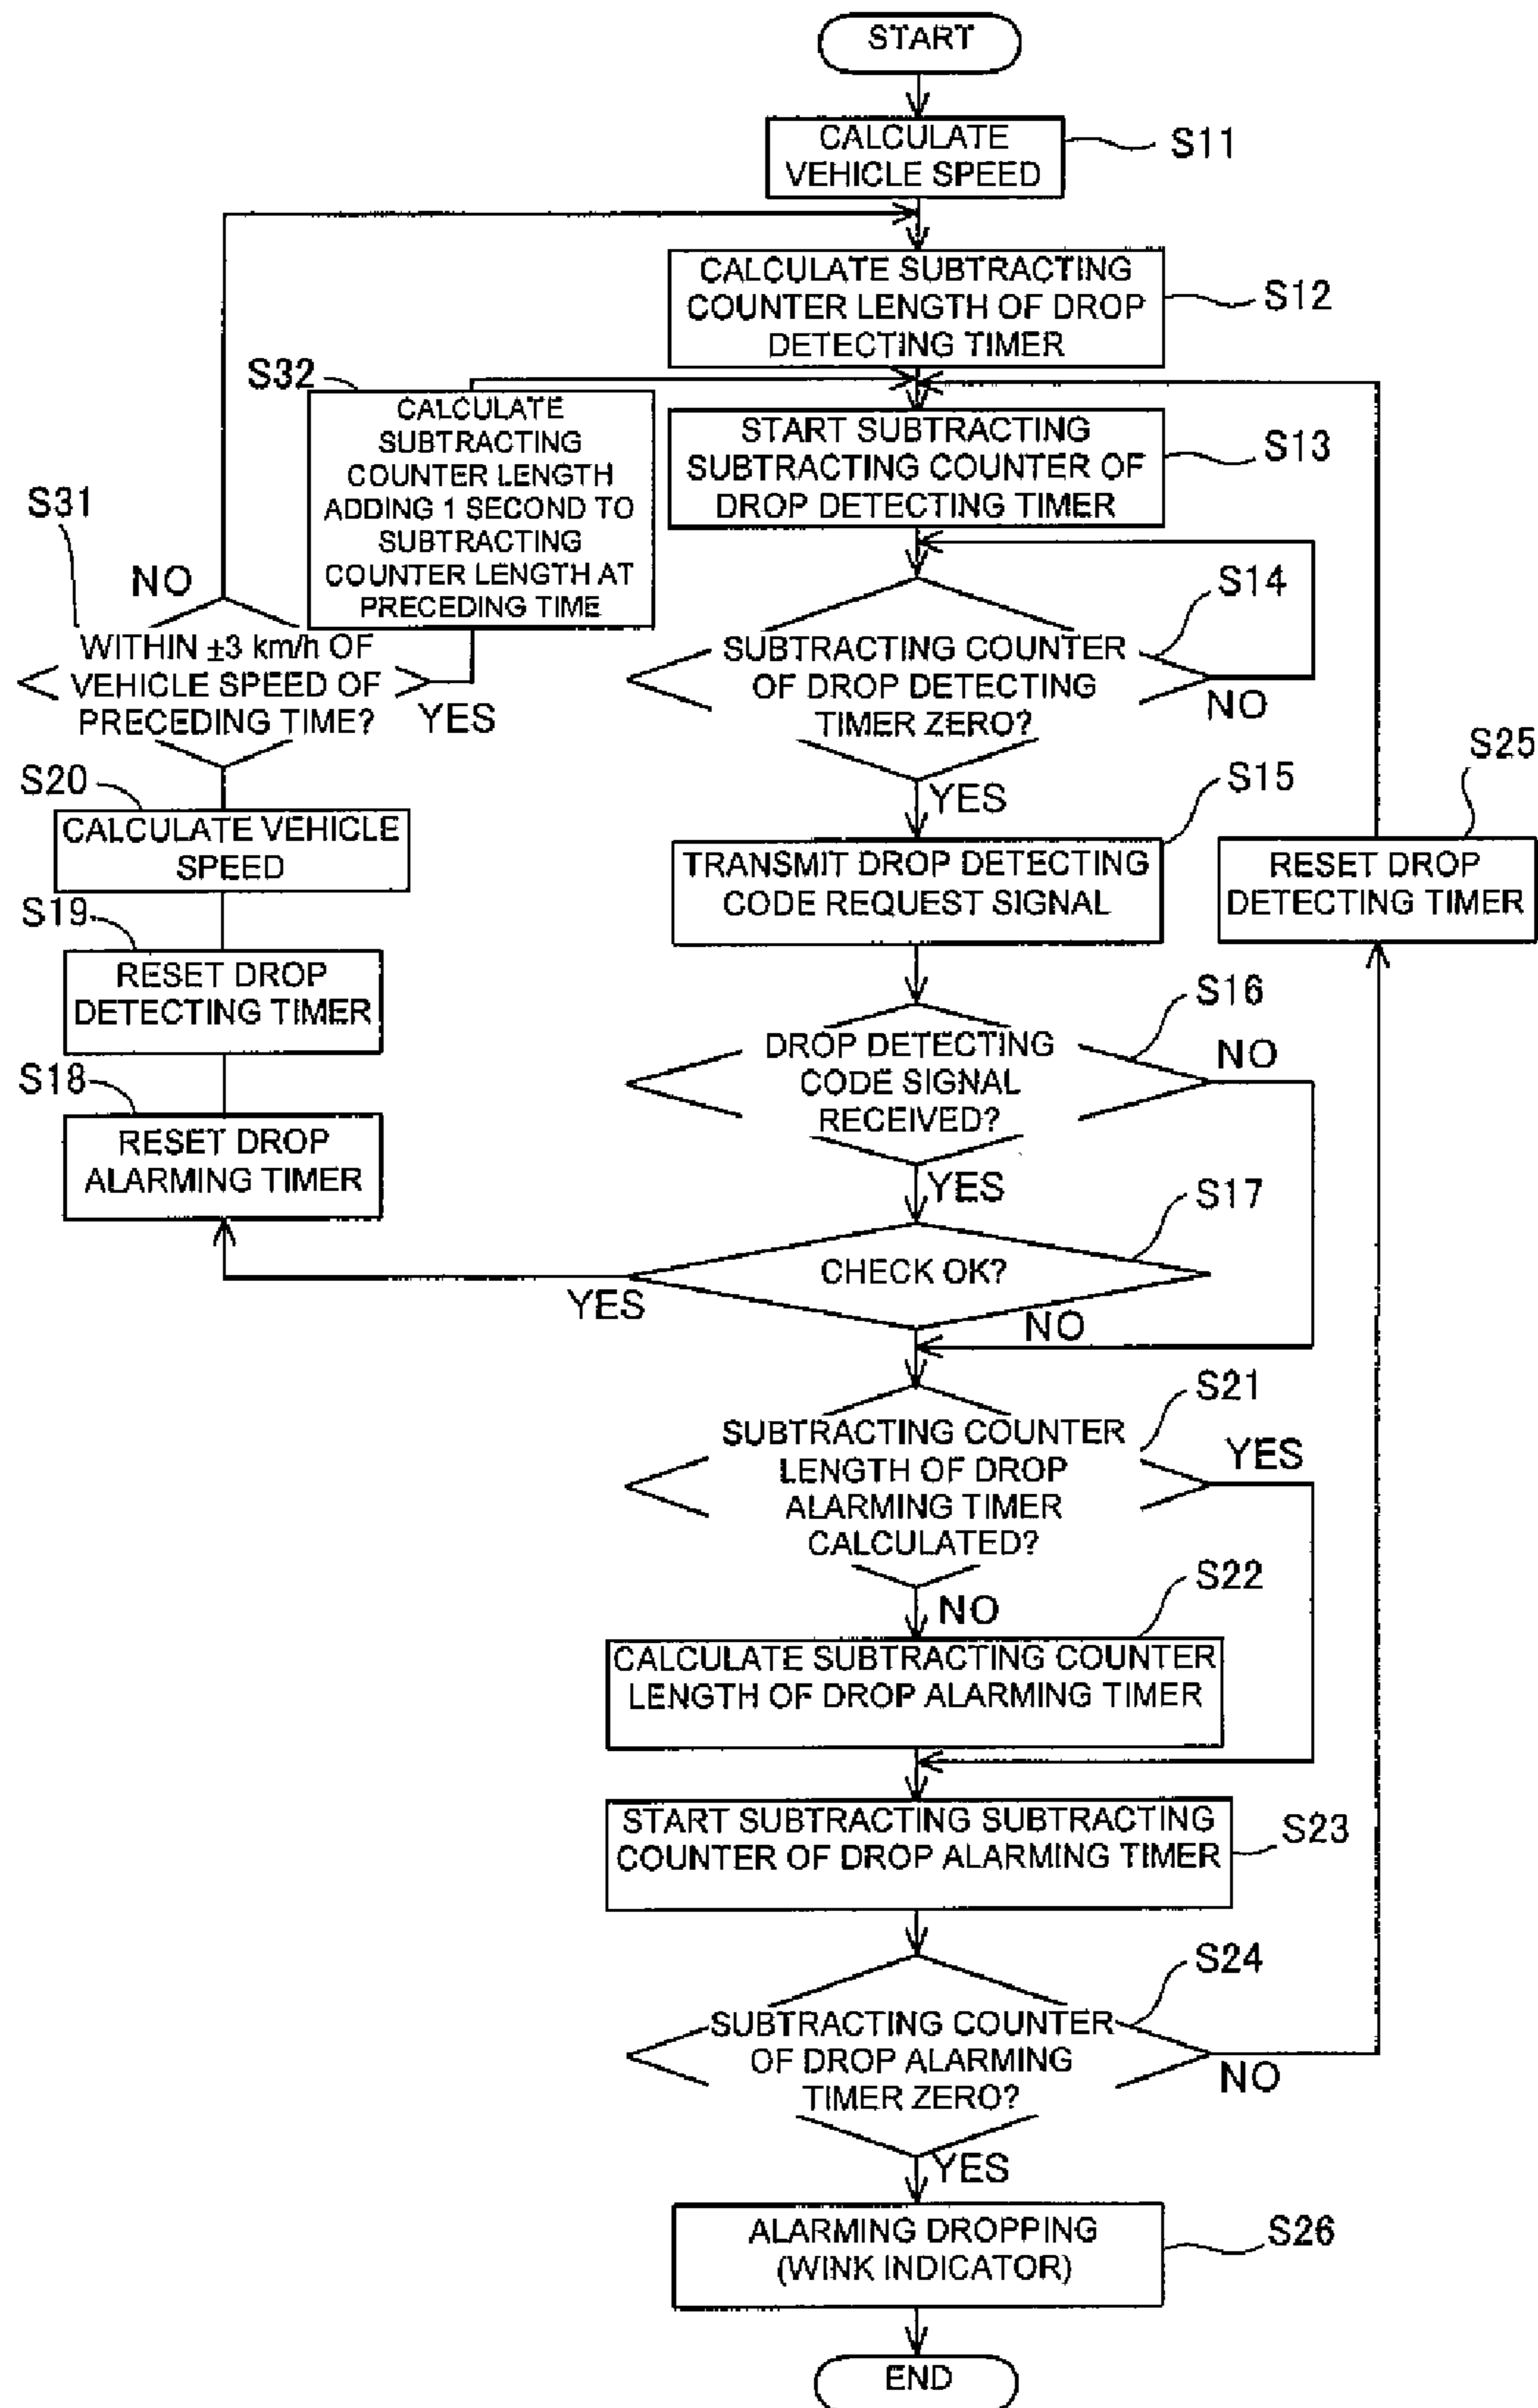 START
CALCULATE
VEHICLE SPEED
S11
CALCULATE SUBTRACTING
COUNTER LENGTH OF DROP
DETECTING TIMER
S12
S32
CALCULATE
SUBTRACTING
COUNTER LENGTH
ADDING 1 SECOND TO
SUBTRACTING
COUNTER LENGTH AT
PRECEDING TIME
START SUBTRACTING
SUBTRACTING COUNTER OF
DROP DETECTING TIMER
S13
S31
NO
WITHIN ±3 km/h OF
VEHICLE SPEED OF
PRECEDING TIME?
YES
S14
SUBTRACTING COUNTER
OF DROP DETECTING
TIMER ZERO?
NO
YES
S20
CALCULATE VEHICLE
SPEED
S15
TRANSMIT DROP DETECTING
CODE REQUEST SIGNAL
S25
RESET DROP
DETECTING TIMER
S19
RESET DROP
DETECTING TIMER
S16
DROP DETECTING
CODE SIGNAL
RECEIVED?
NO
YES
S18
RESET DROP
ALARMING TIMER
S17
CHECK OK?
YES
NO
S21
SUBTRACTING COUNTER
LENGTH OF DROP
ALARMING TIMER
CALCULATED?
YES
NO
S22
CALCULATE SUBTRACTING COUNTER
LENGTH OF DROP ALARMING TIMER
START SUBTRACTING SUBTRACTING
COUNTER OF DROP ALARMING TIMER
S23
S24
SUBTRACTING COUNTER
OF DROP ALARMING
TIMER ZERO?
NO
YES
ALARMING DROPPING
(WINK INDICATOR)
S26
END